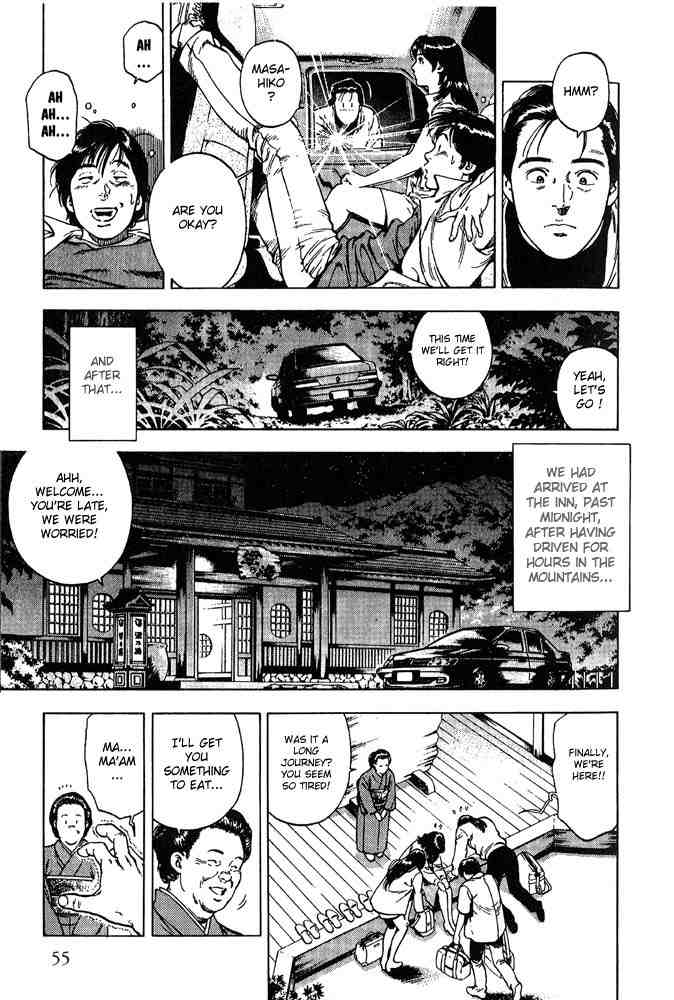 HMM?
MASA-
HIKO
?
ARE YOU
OKAY?
AH
...
AH
AH...
AH...
YEAH,
LET'S
GO !
THIS TIME
WE'LL GET IT
RIGHT!
AND
AFTER
THAT...
WE HAD
ARRIVED AT
THE INN, PAST
MIDNIGHT,
AFTER HAVING
DRIVEN FOR
HOURS IN THE
MOUNTAINS...
AHH,
WELCOME...
YOU'RE LATE,
WE WERE
WORRIED!
FINALLY,
WE'RE
HERE!!
WAS IT A
LONG
JOURNEY?
YOU SEEM
SO TIRED!
I'LL GET
YOU
SOMETHING
TO EAT...
MA...
MA'AM
...
55